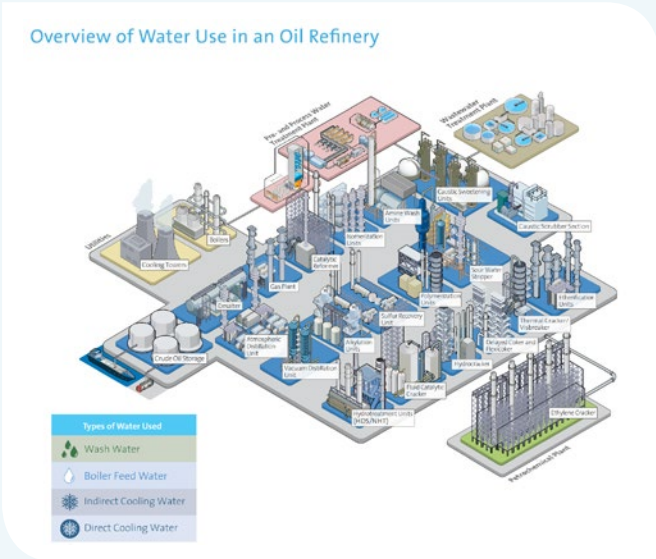 Overview of Water Use in an Oil Refinery
Pre- and Process Water
Treatment Plant
Wastewater
Treatment Plant
Caustic Sweetening
Units
Amine Wash
Units
Caustic Scrubber Section
Utilities
Boilers
Cooling Towers
Isomerization
Units
Catalytic
Reformer
Sour Water
Stripper
Gas Plant
Polymerization
Units
Etherification
Units
Desalter
Sulfur Recovery
Unit
Thermal Cracker/
Visbreaker
Atmospheric
Distillation
Unit
Alkylation
Units
Delayed Coker and
Flexicoker
Crude Oil Storage
Vacuum Distillation
Unit
Hydrocracker
Fluid Catalytic
Cracker
Hydrotreatment Units
(HDS/NHT)
Ethylene Cracker
Petrochemical Plant
Types of Water Used
Wash Water
Boiler Feed Water
Indirect Cooling Water
Direct Cooling Water